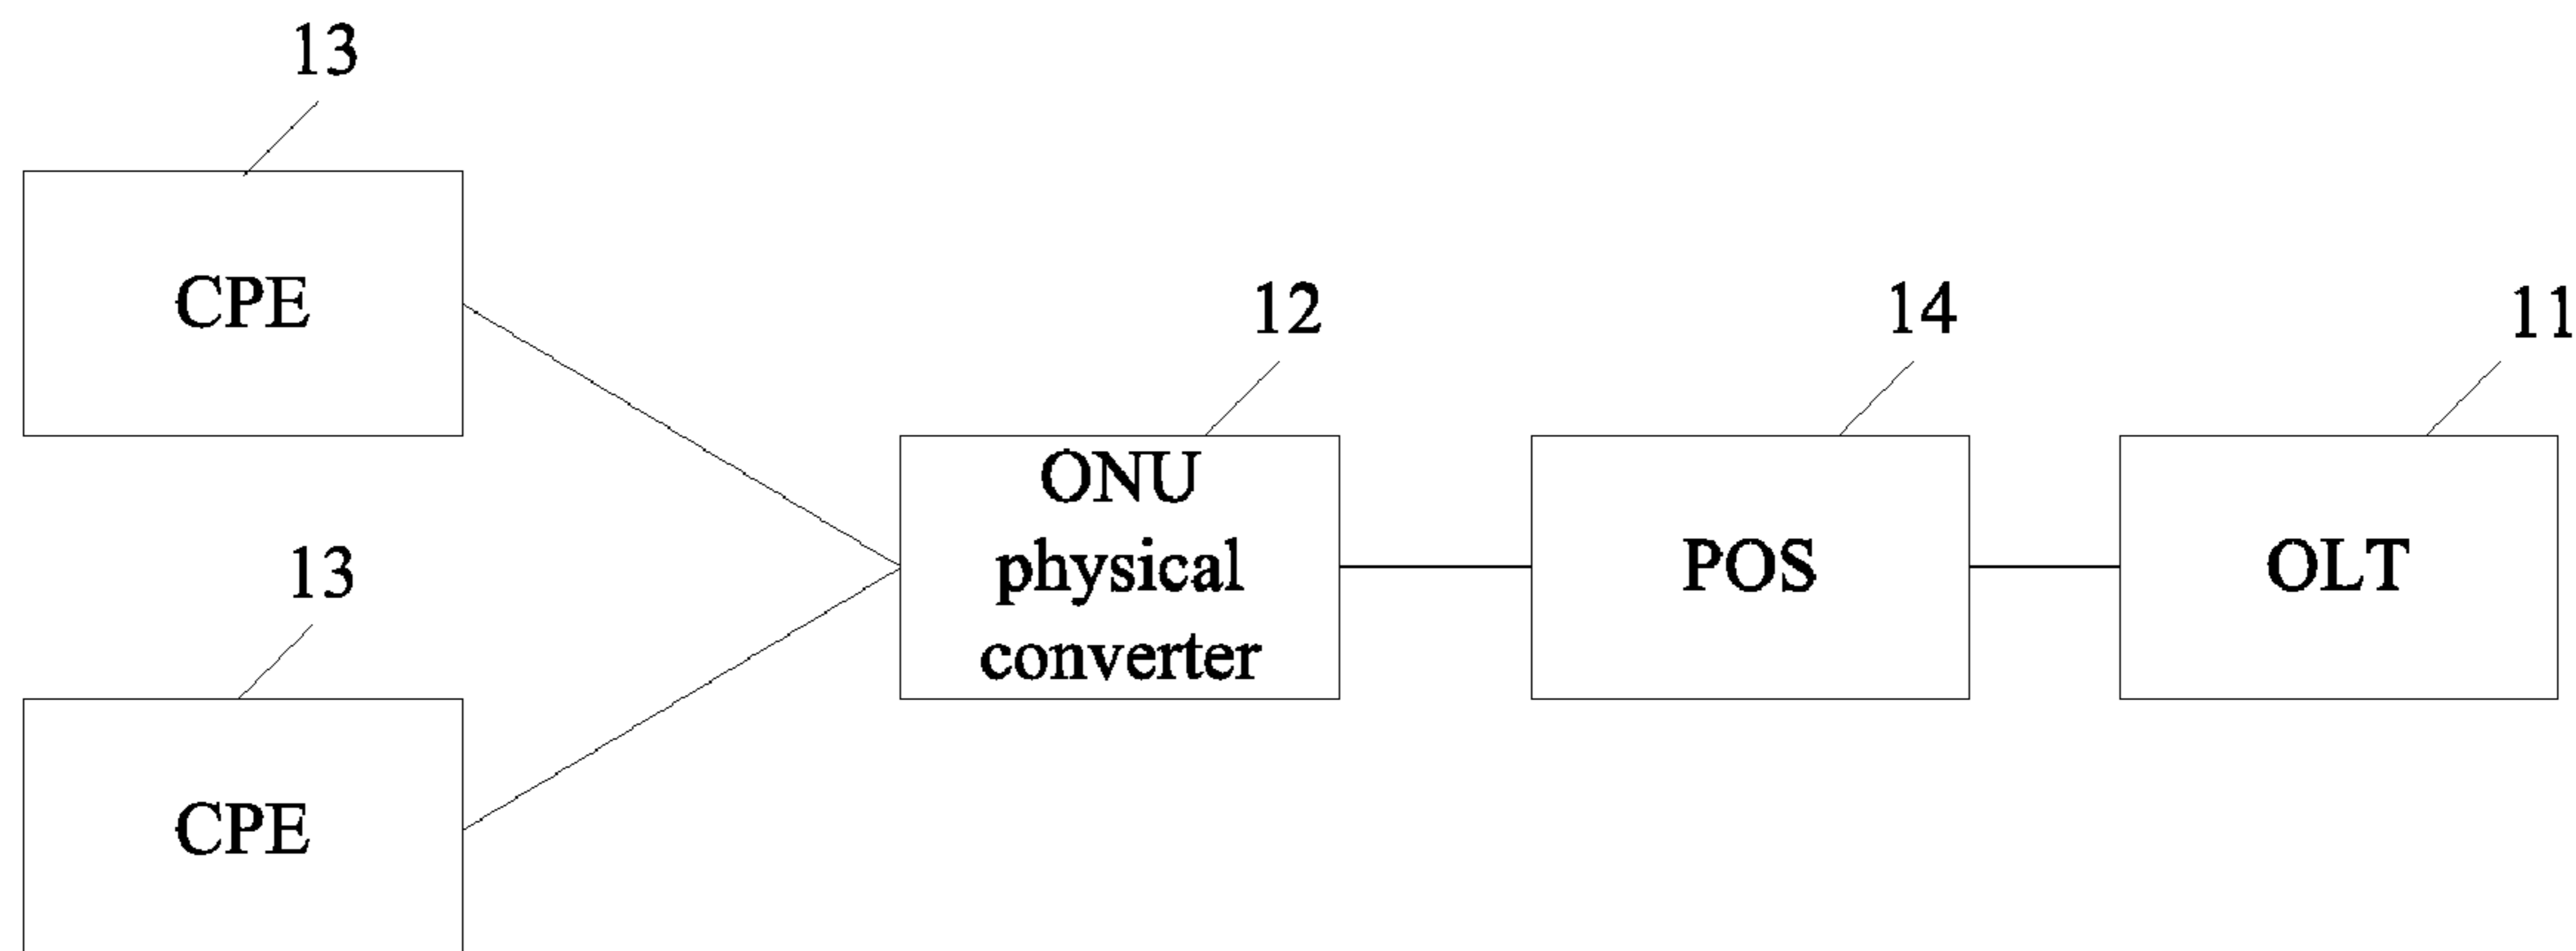 13
CPE
12
14
11
ONU
physical
converter
POS
OLT
13
CPE